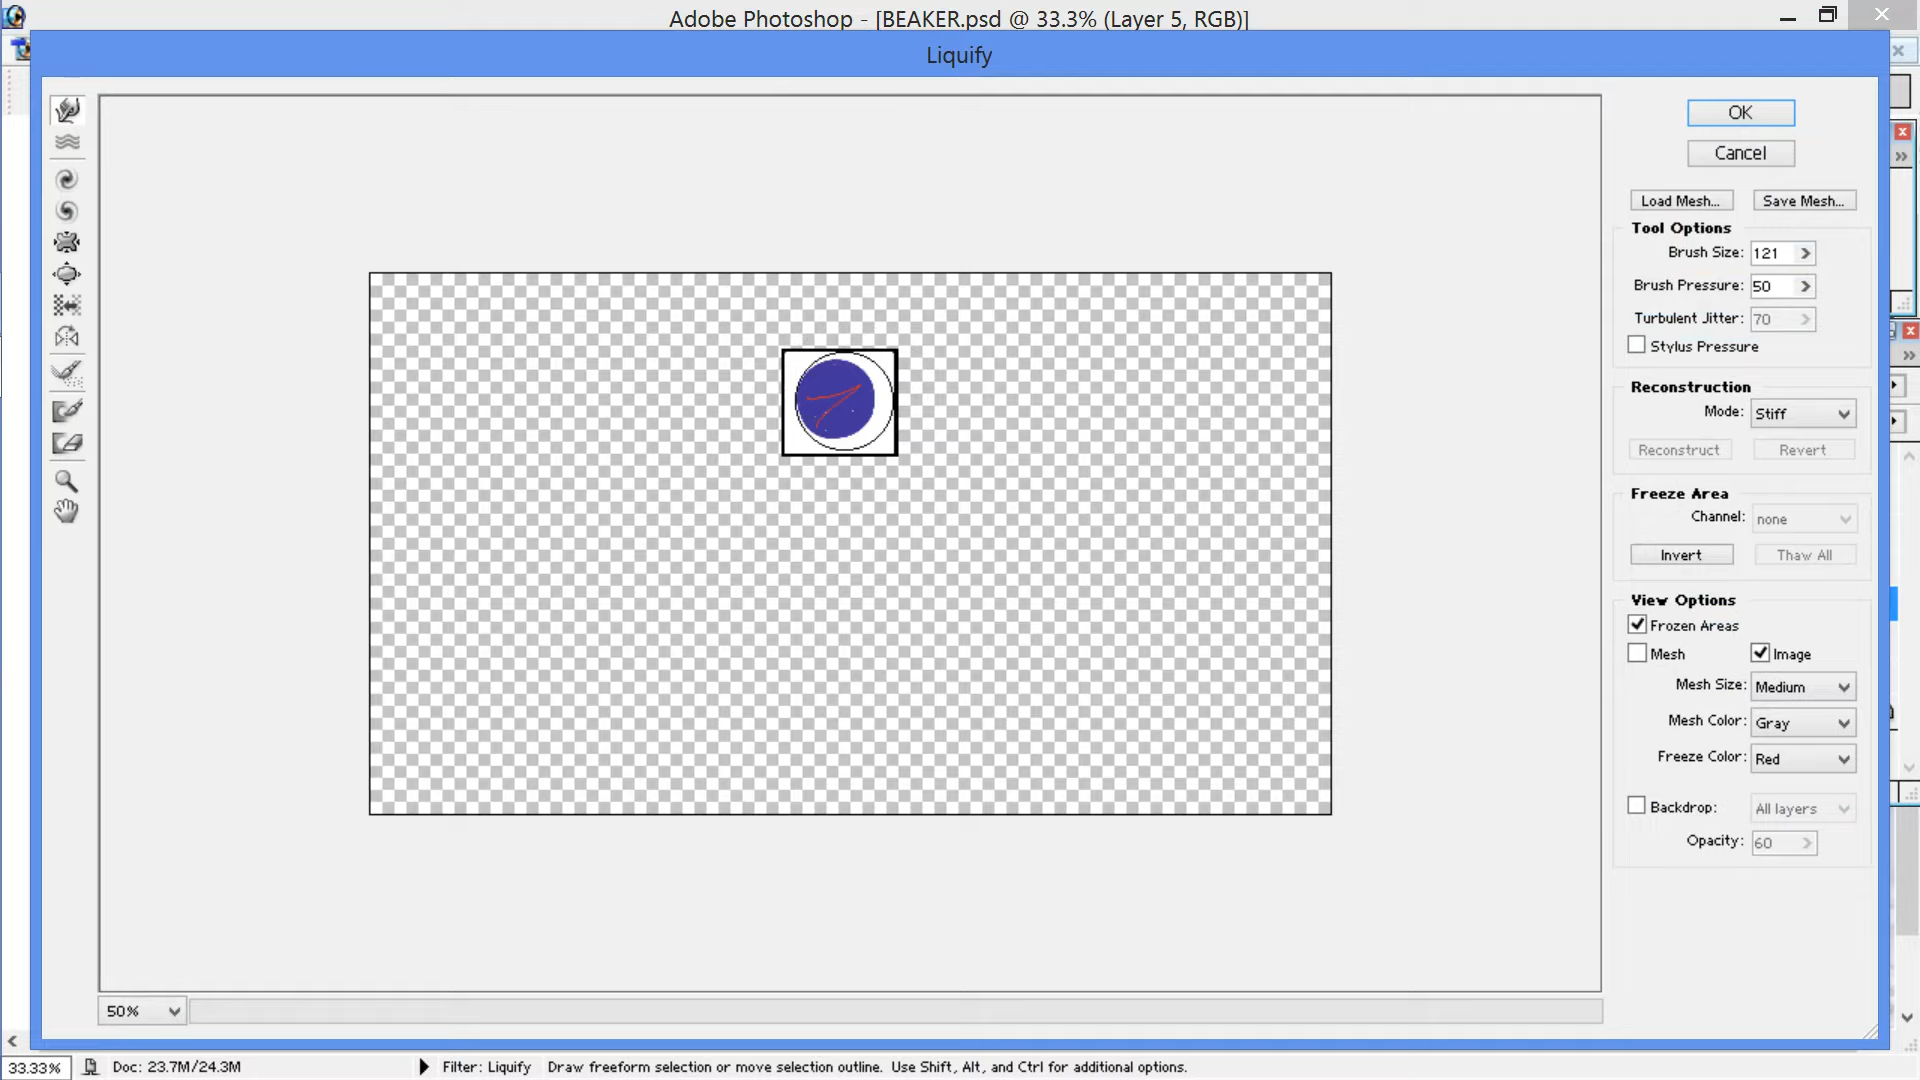 Adobe Photoshop - [BEAKER.psd @ 33.3% (Layer 5, RGB)]
Liquify
OK
Cancel
Load Mesh...
Save Mesh...
Tool Options
Brush Size: 121
Brush Pressure: 50
Turbulent Jitter: 70
Stylus Pressure
Reconstruction
Mode: Stiff
Reconstruct
Revert
Freeze Area
Channel: none
Invert
Thaw All
View Options
Frozen Areas
Mesh
Image
Mesh Size: Medium
Mesh Color: Gray
Freeze Color: Red
Backdrop: All layers
Opacity: 60
50%
33.33%
Doc: 23.7M/24.3M
Filter: Liquify
Draw freeform selection or move selection outline. Use Shift, Alt, and Ctrl for additional options.